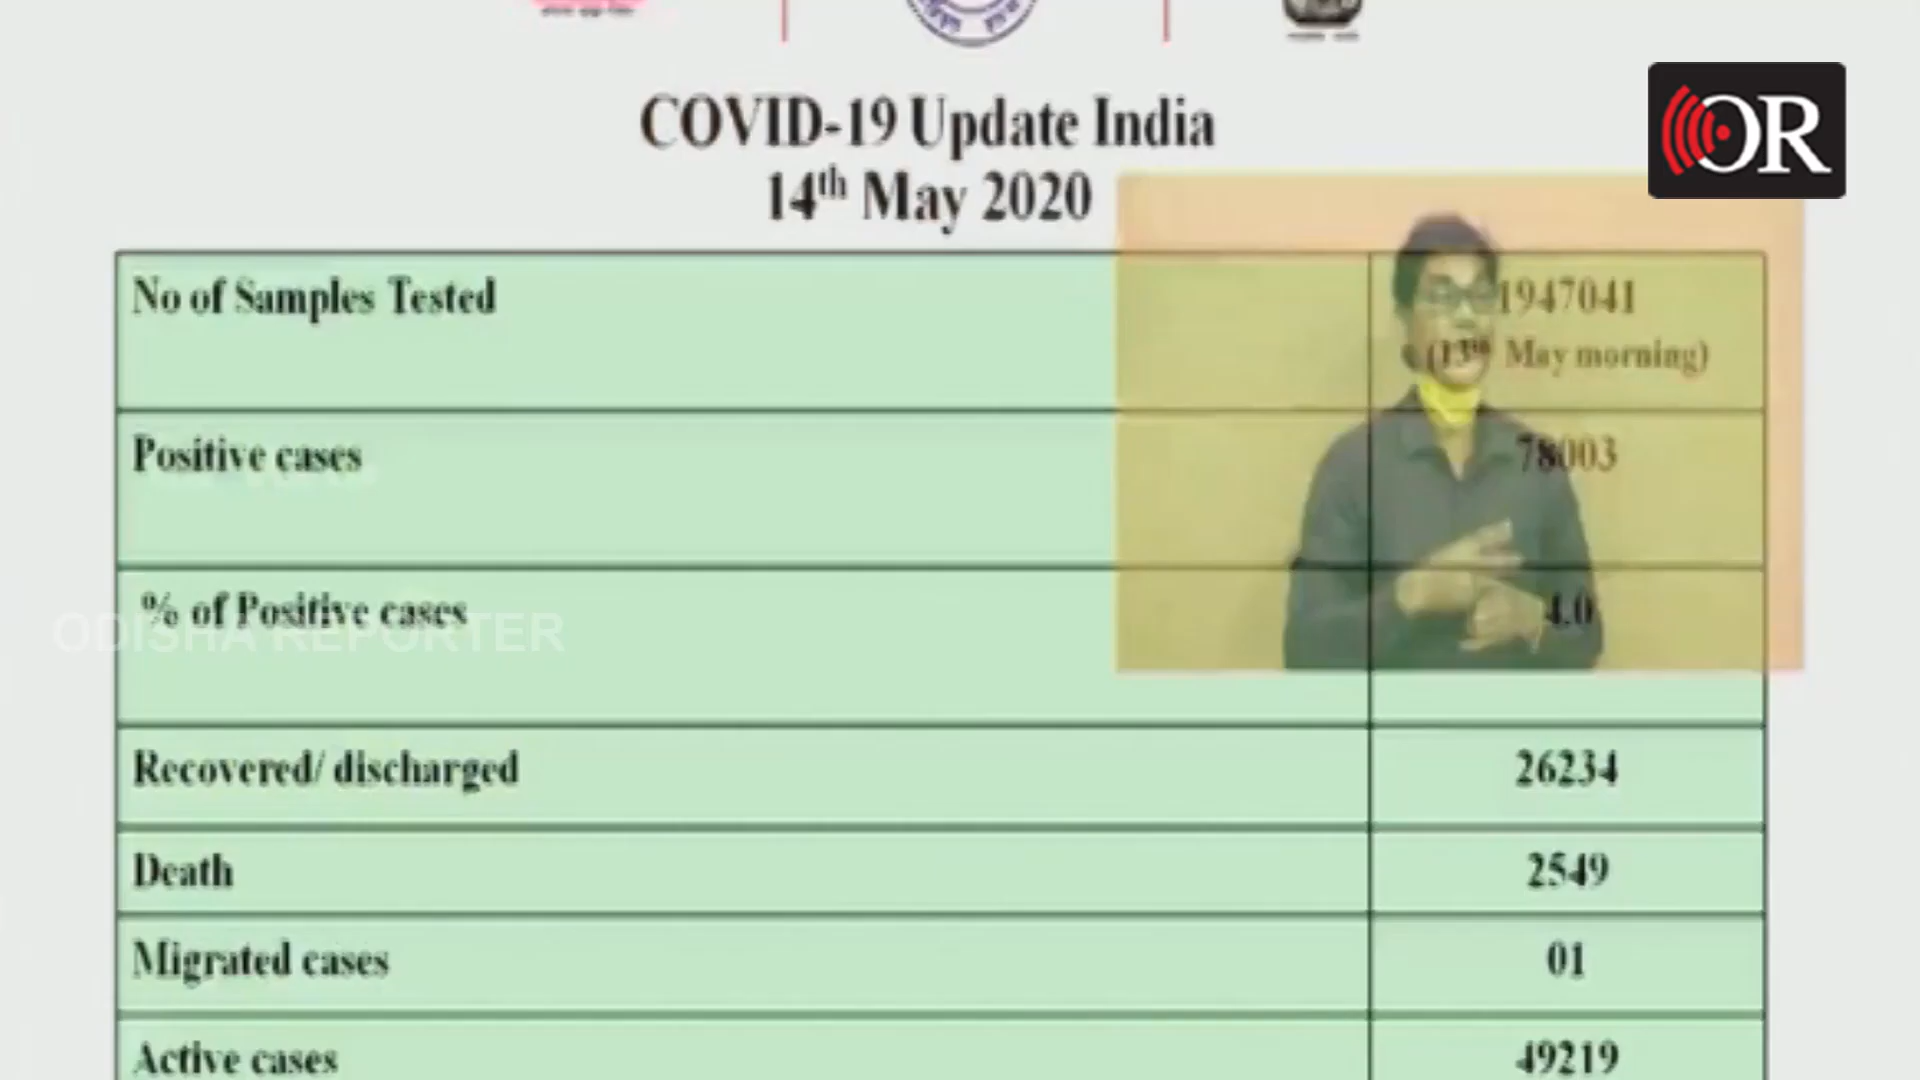 OR
COVID-19 Update India
14th May 2020
No of Samples Tested 1947041
(13th May morning)
Positive cases 78003
% of Positive cases 4.0
ODISHA REPORTER
Recovered/ discharged 26234
Death 2549
Migrated cases 01
Active cases 49219